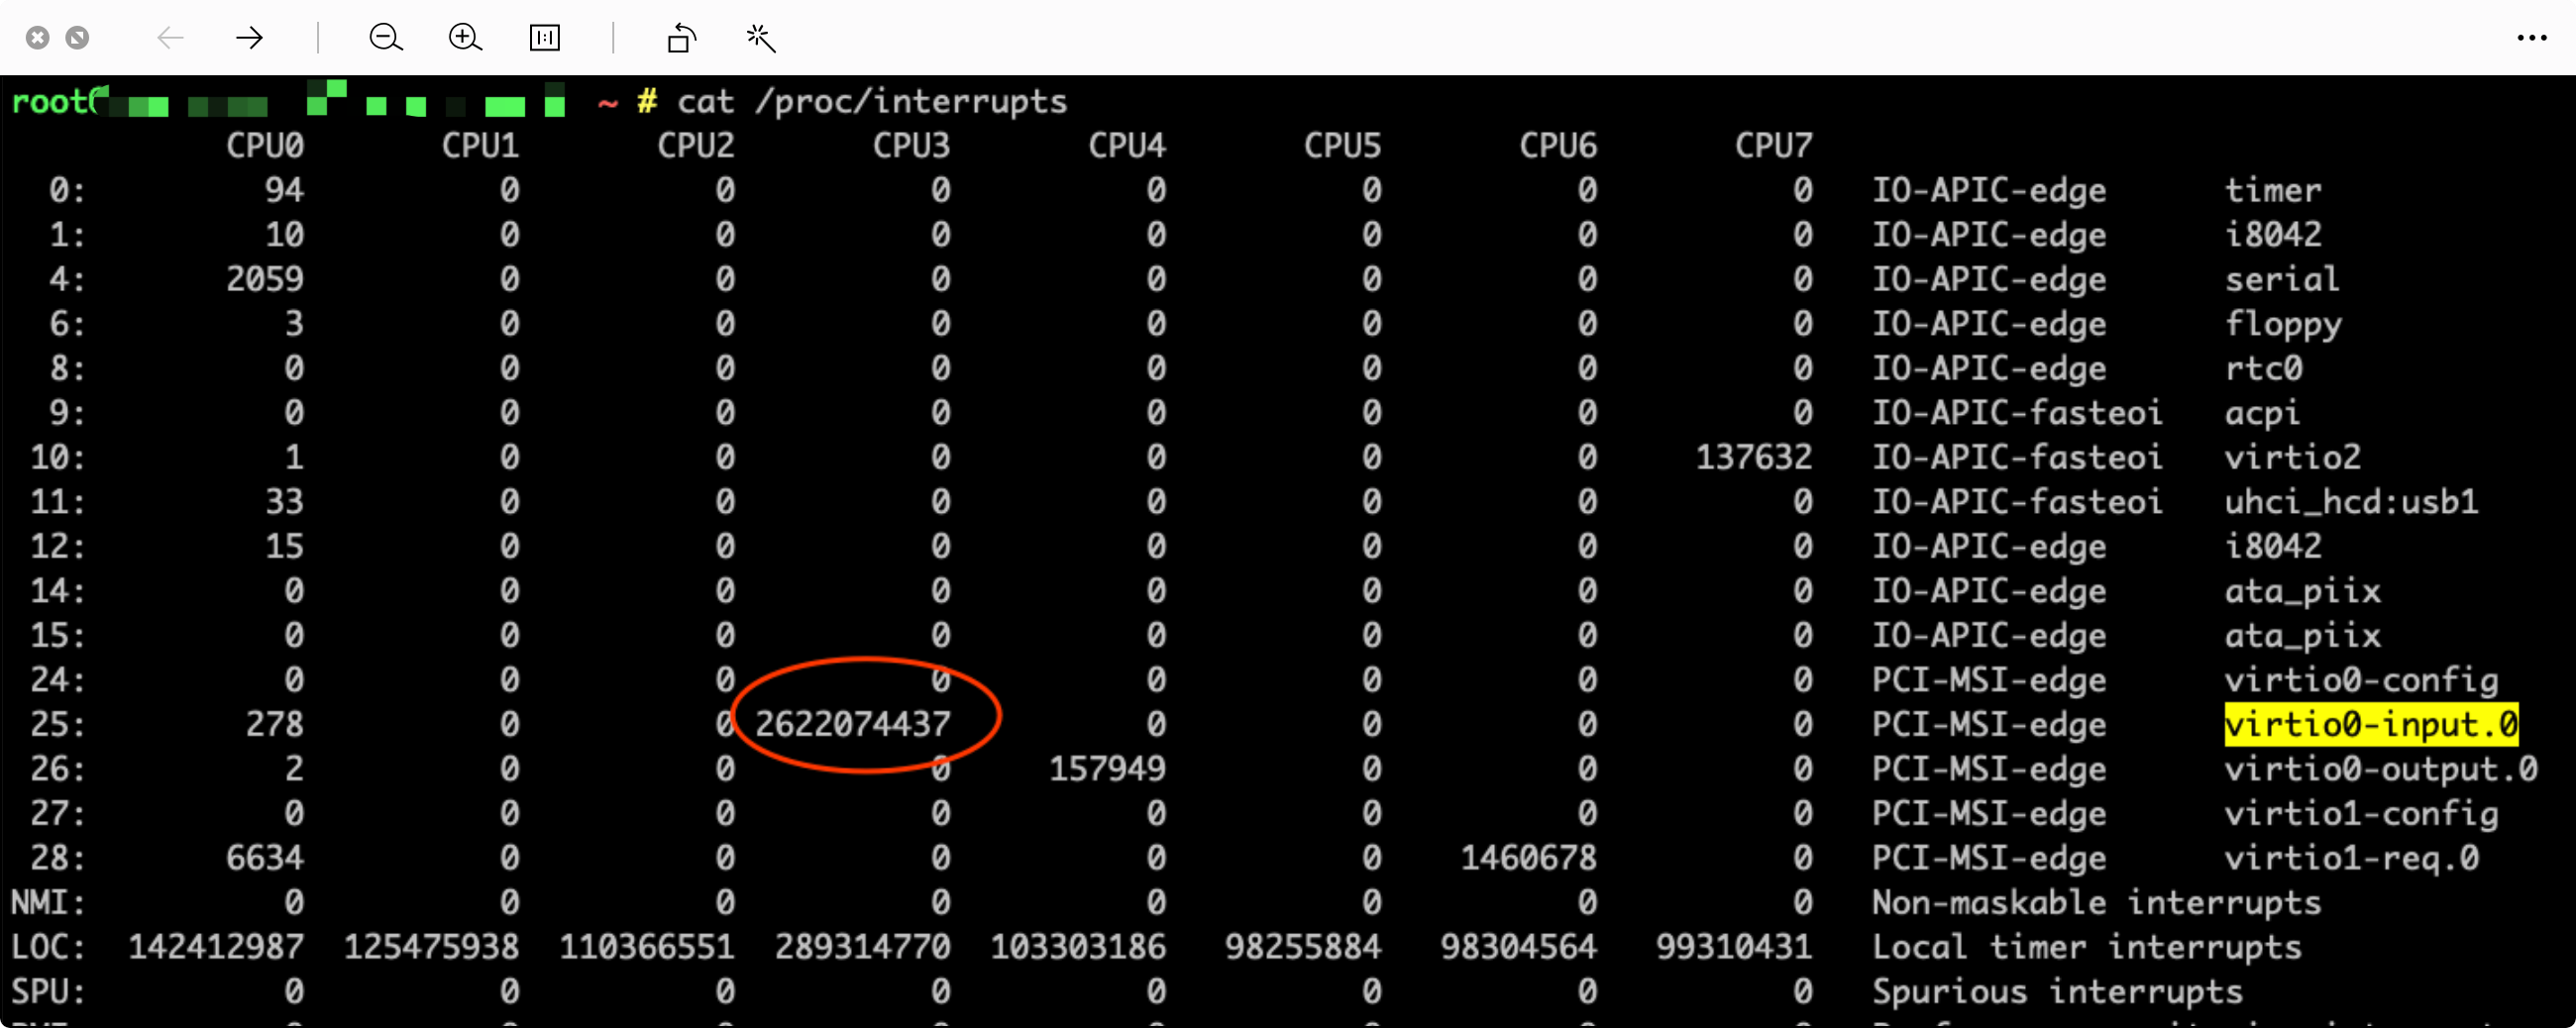 root@ ~ # cat /proc/interrupts
CPU0 CPU1 CPU2 CPU3 CPU4 CPU5 CPU6 CPU7
0: 94 0 0 0 0 0 0 0 IO-APIC-edge timer
1: 10 0 0 0 0 0 0 0 IO-APIC-edge i8042
4: 2059 0 0 0 0 0 0 0 IO-APIC-edge serial
6: 3 0 0 0 0 0 0 0 IO-APIC-edge floppy
8: 0 0 0 0 0 0 0 0 IO-APIC-edge rtc0
9: 0 0 0 0 0 0 0 0 IO-APIC-fasteoi acpi
10: 1 0 0 0 0 0 0 137632 IO-APIC-fasteoi virtio2
11: 33 0 0 0 0 0 0 0 IO-APIC-fasteoi uhci_hcd:usb1
12: 15 0 0 0 0 0 0 0 IO-APIC-edge i8042
14: 0 0 0 0 0 0 0 0 IO-APIC-edge ata_piix
15: 0 0 0 0 0 0 0 0 IO-APIC-edge ata_piix
24: 0 0 0 0 0 0 0 0 PCI-MSI-edge virtio0-config
25: 278 0 0 2622074437 0 0 0 0 PCI-MSI-edge virtio0-input.0
26: 2 0 0 0 157949 0 0 0 PCI-MSI-edge virtio0-output.0
27: 0 0 0 0 0 0 0 0 PCI-MSI-edge virtio1-config
28: 6634 0 0 0 0 0 1460678 0 PCI-MSI-edge virtio1-req.0
NMI: 0 0 0 0 0 0 0 0 Non-maskable interrupts
LOC: 142412987 125475938 110366551 289314770 103303186 98255884 98304564 99310431 Local timer interrupts
SPU: 0 0 0 0 0 0 0 0 Spurious interrupts